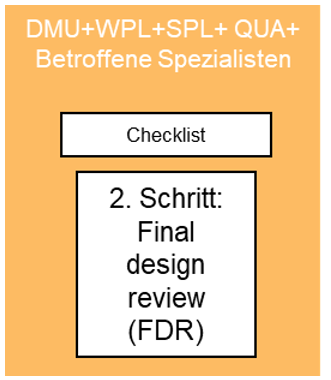 DMU+WPL+SPL+ QUA+
Betroffene Spezialisten
Checklist
2. Schritt:
Final
design
review
(FDR)